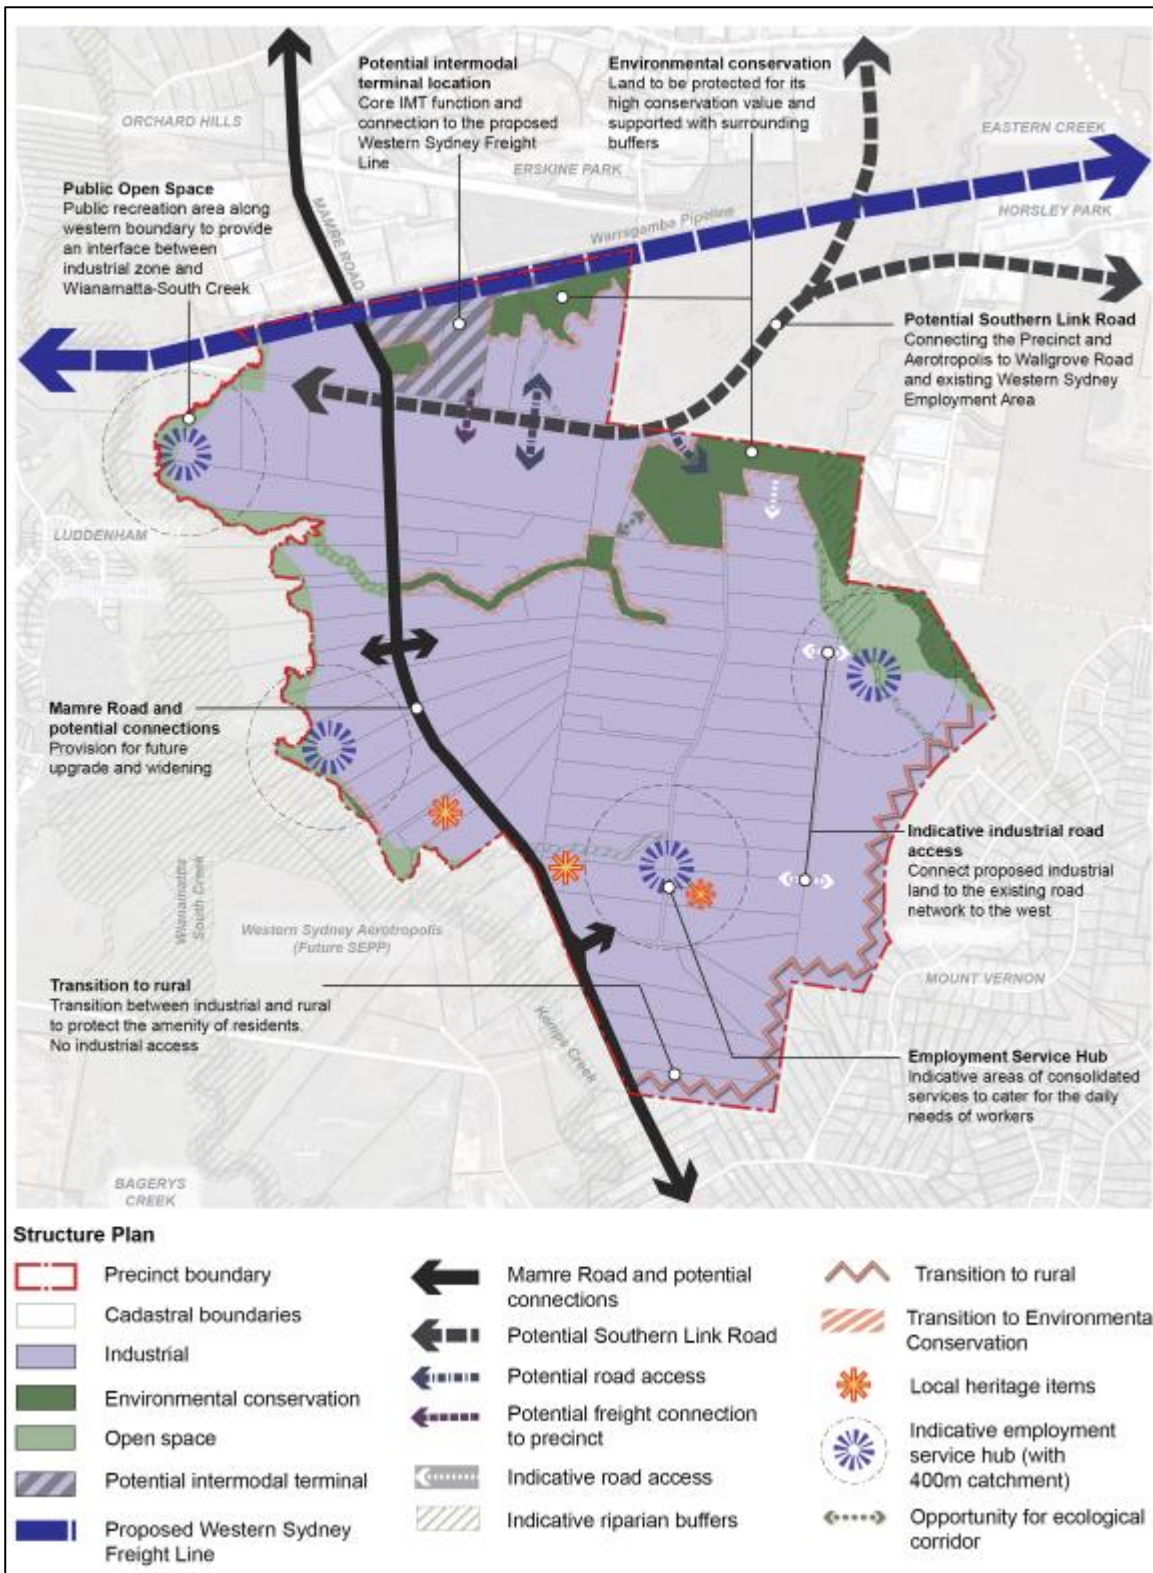 Potential intermodal
terminal location
Core IMT function and
connection to the proposed
Western Sydney Freight
Line
Environmental conservation
Land to be protected for its
high conservation value and
supported with surrounding
buffers
ORCHARD HILLS
ERSKINE PARK
EASTERN CREEK
Public Open Space
Public recreation area along
western boundary to provide
an interface between
industrial zone and
Wianamatta-South Creek
MAMRE ROAD
Warragamba Pipeline
HORSLEY PARK
Potential Southern Link Road
Connecting the Precinct and
Aerotropolis to Wallgrove Road
and existing Western Sydney
Employment Area
LUDDENHAM
Mamre Road and
potential connections
Provision for future
upgrade and widening
Indicative industrial road
access
Connect proposed industrial
land to the existing road
network to the west
Wianamatta
South Creek
Western Sydney Aerotropolis
(Future SEPP)
MOUNT VERNON
Transition to rural
Transition between industrial and rural
to protect the amenity of residents.
No industrial access
Kemps Creek
Employment Service Hub
Indicative areas of consolidated
services to cater for the daily
needs of workers
BAGERYS
CREEK
Structure Plan
Precinct boundary
Cadastral boundaries
Industrial
Environmental conservation
Open space
Potential intermodal terminal
Proposed Western Sydney
Freight Line
Mamre Road and potential
connections
Potential Southern Link Road
Potential road access
Potential freight connection
to precinct
Indicative road access
Indicative riparian buffers
Transition to rural
Transition to Environmenta
Conservation
Local heritage items
Indicative employment
service hub (with
400m catchment)
Opportunity for ecological
corridor